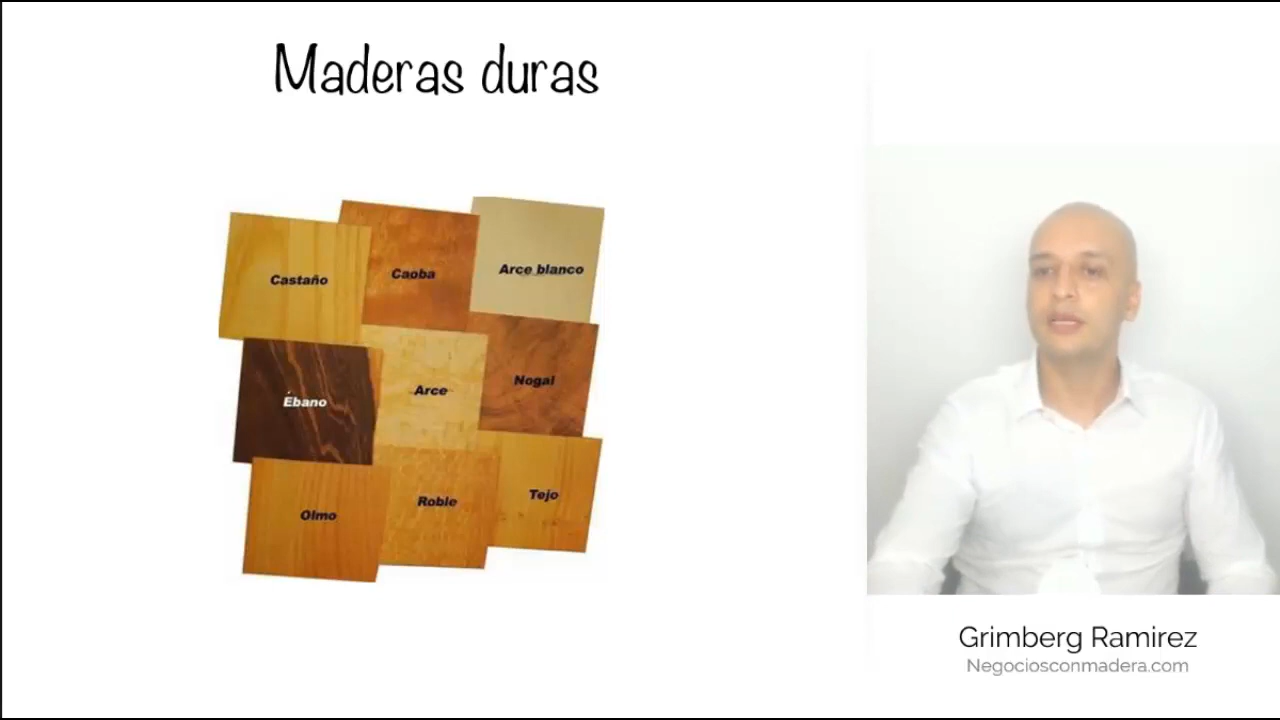 Maderas duras
Castaño
Caoba
Arce blanco
Ébano
Arce
Nogal
Olmo
Roble
Tejo
Grimberg Ramirez
Negociosconmadera.com